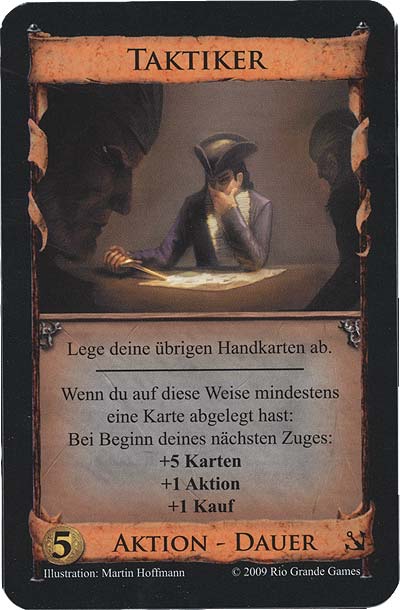 TAKTIKER
Lege deine übrigen Handkarten ab.
Wenn du auf diese Weise mindestens
eine Karte abgelegt hast:
Bei Beginn deines nächsten Zuges:
+5 Karten
+1 Aktion
+1 Kauf
5 AKTION - DAUER
Illustration: Martin Hoffmann © 2009 Rio Grande Games